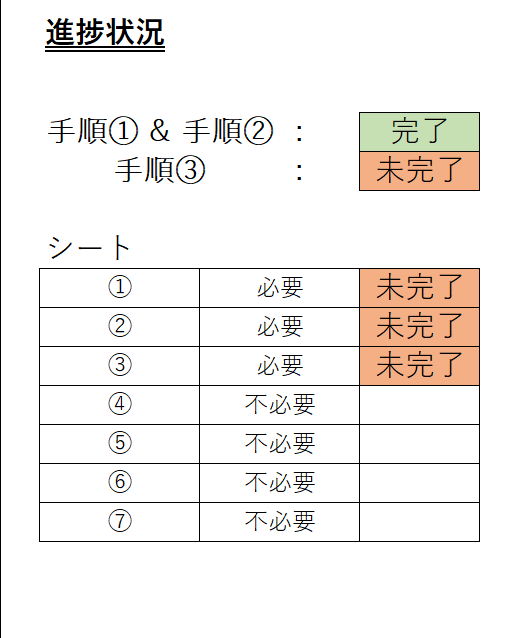 進捗状況
手順① & 手順② : 完了
手順③ : 未完了
シート
① 必要 未完了
② 必要 未完了
③ 必要 未完了
④ 不必要
⑤ 不必要
⑥ 不必要
⑦ 不必要